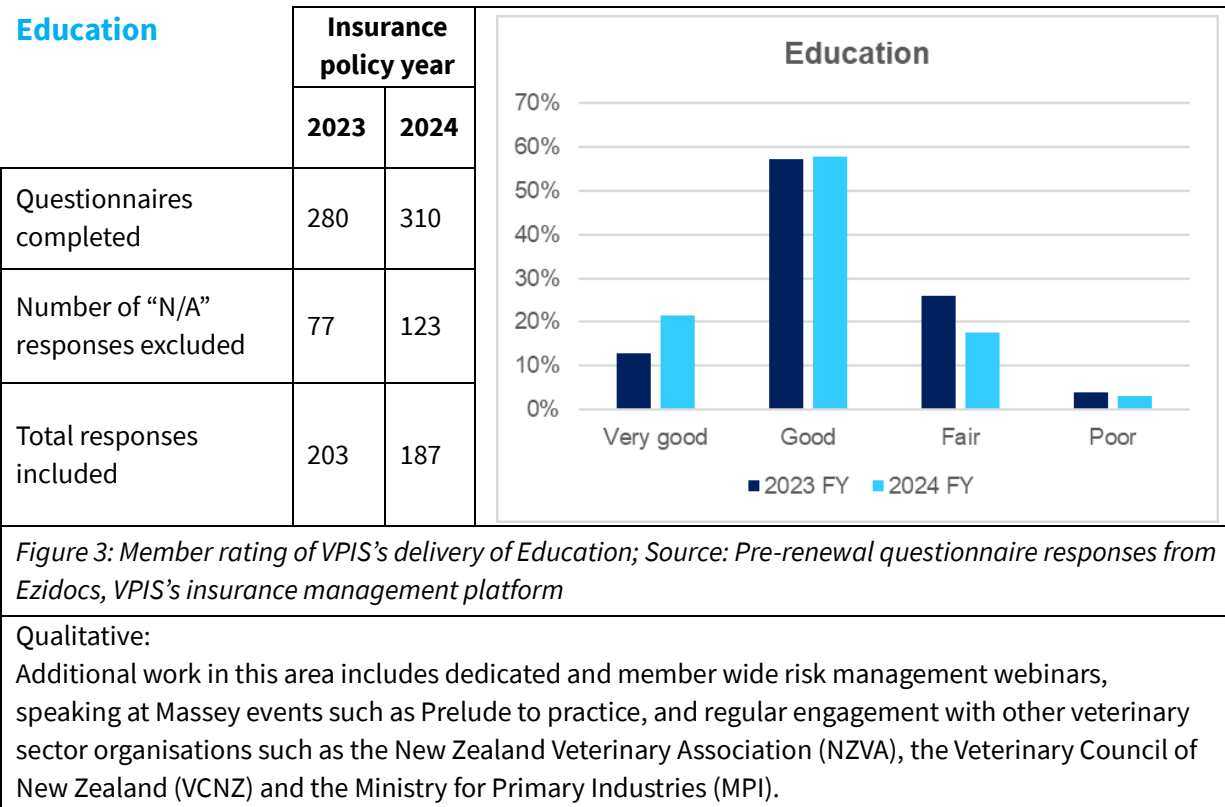 Education
Insurance
policy year
2023 2024
Questionnaires
completed
280 310
Number of “N/A”
responses excluded
77 123
Total responses
included
203 187
Education
70%
60%
50%
40%
30%
20%
10%
0%
Very good Good Fair Poor
2023 FY 2024 FY
Figure 3: Member rating of VPIS’s delivery of Education; Source: Pre-renewal questionnaire responses from
Ezidocs, VPIS’s insurance management platform
Qualitative:
Additional work in this area includes dedicated and member wide risk management webinars,
speaking at Massey events such as Prelude to practice, and regular engagement with other veterinary
sector organisations such as the New Zealand Veterinary Association (NZVA), the Veterinary Council of
New Zealand (VCNZ) and the Ministry for Primary Industries (MPI).